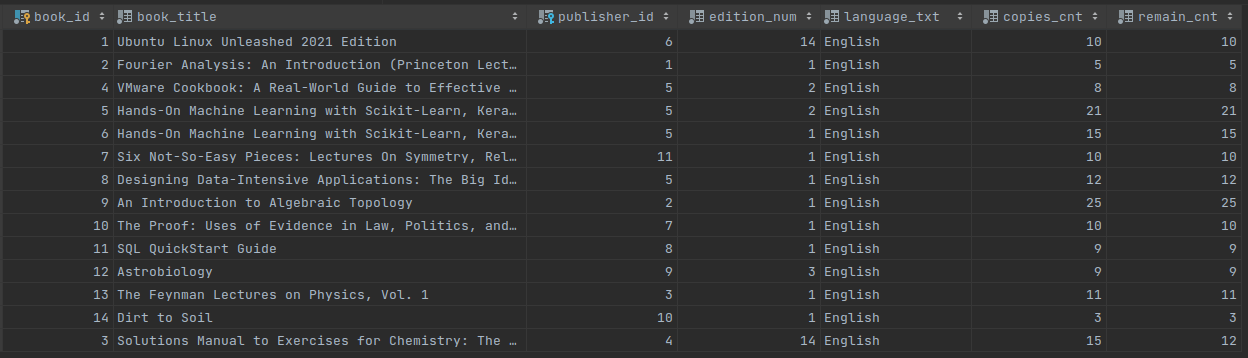 book_id book_title publisher_id edition_num language_txt copies_cnt remain_cnt
1 Ubuntu Linux Unleashed 2021 Edition 6 14 English 10 10
2 Fourier Analysis: An Introduction (Princeton Lect… 1 1 English 5 5
4 VMware Cookbook: A Real-World Guide to Effective … 5 2 English 8 8
5 Hands-On Machine Learning with Scikit-Learn, Kera… 5 2 English 21 21
6 Hands-On Machine Learning with Scikit-Learn, Kera… 5 1 English 15 15
7 Six Not-So-Easy Pieces: Lectures On Symmetry, Rel… 11 1 English 10 10
8 Designing Data-Intensive Applications: The Big Id… 5 1 English 12 12
9 An Introduction to Algebraic Topology 2 1 English 25 25
10 The Proof: Uses of Evidence in Law, Politics, and… 7 1 English 10 10
11 SQL QuickStart Guide 8 1 English 9 9
12 Astrobiology 9 3 English 9 9
13 The Feynman Lectures on Physics, Vol. 1 3 1 English 11 11
14 Dirt to Soil 10 1 English 3 3
3 Solutions Manual to Exercises for Chemistry: The … 4 14 English 15 12